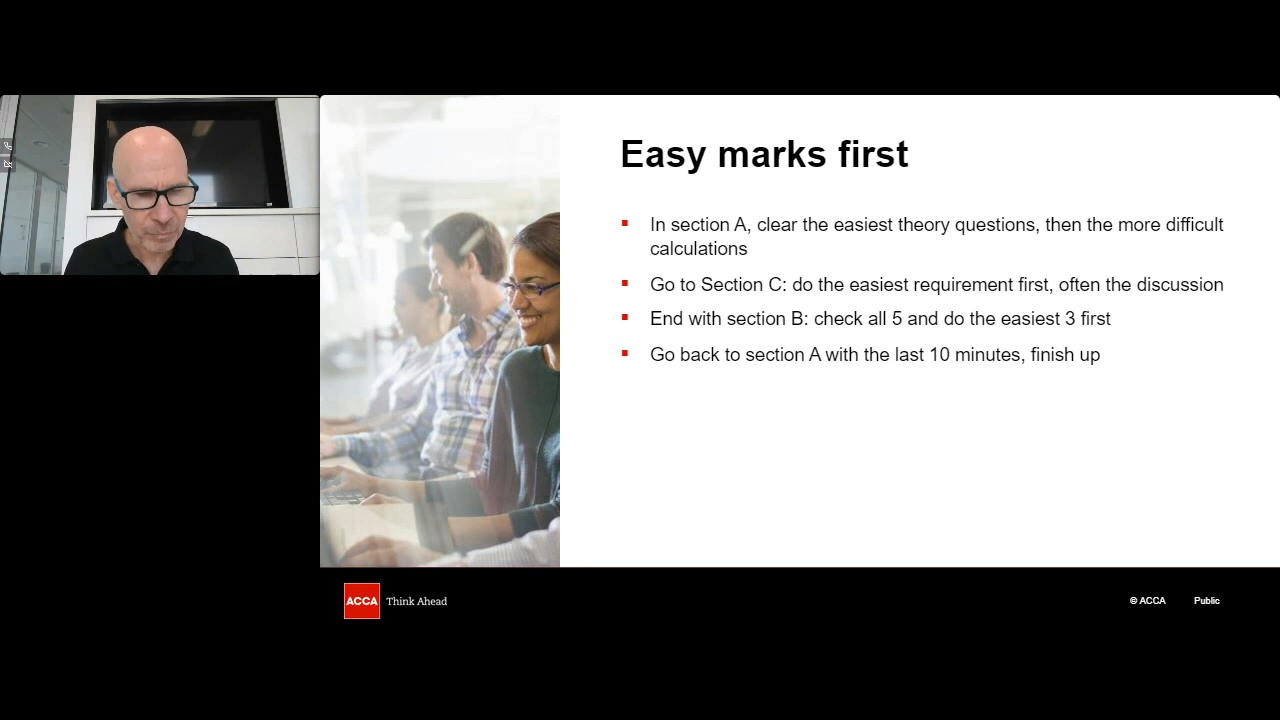 Easy marks first
In section A, clear the easiest theory questions, then the more difficult
calculations
Go to Section C: do the easiest requirement first, often the discussion
End with section B: check all 5 and do the easiest 3 first
Go back to section A with the last 10 minutes, finish up
ACCA Think Ahead
© ACCA Public